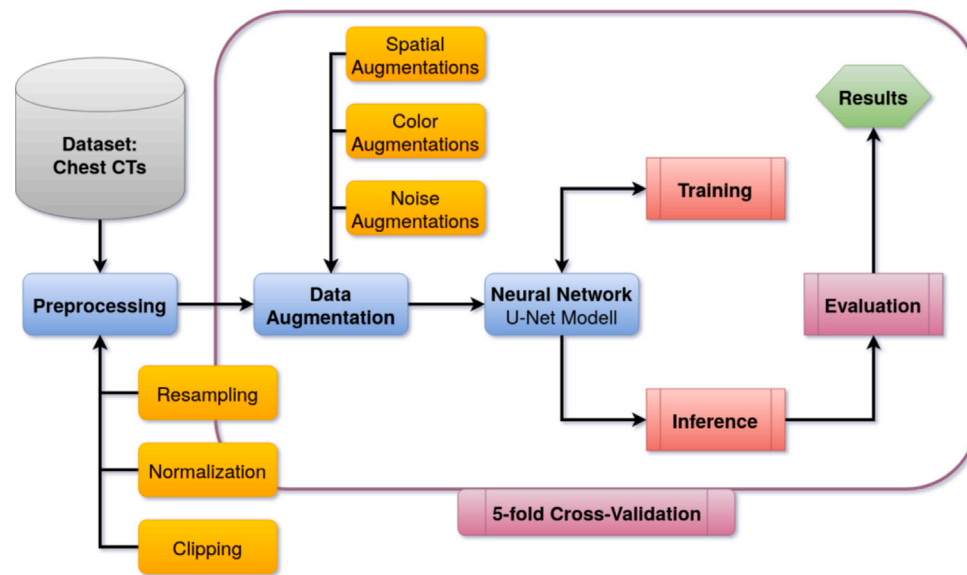 Dataset:
Chest CTs
Spatial
Augmentations
Color
Augmentations
Noise
Augmentations
Results
Training
Preprocessing
Data
Augmentation
Neural Network
U-Net Modell
Evaluation
Resampling
Inference
Normalization
5-fold Cross-Validation
Clipping